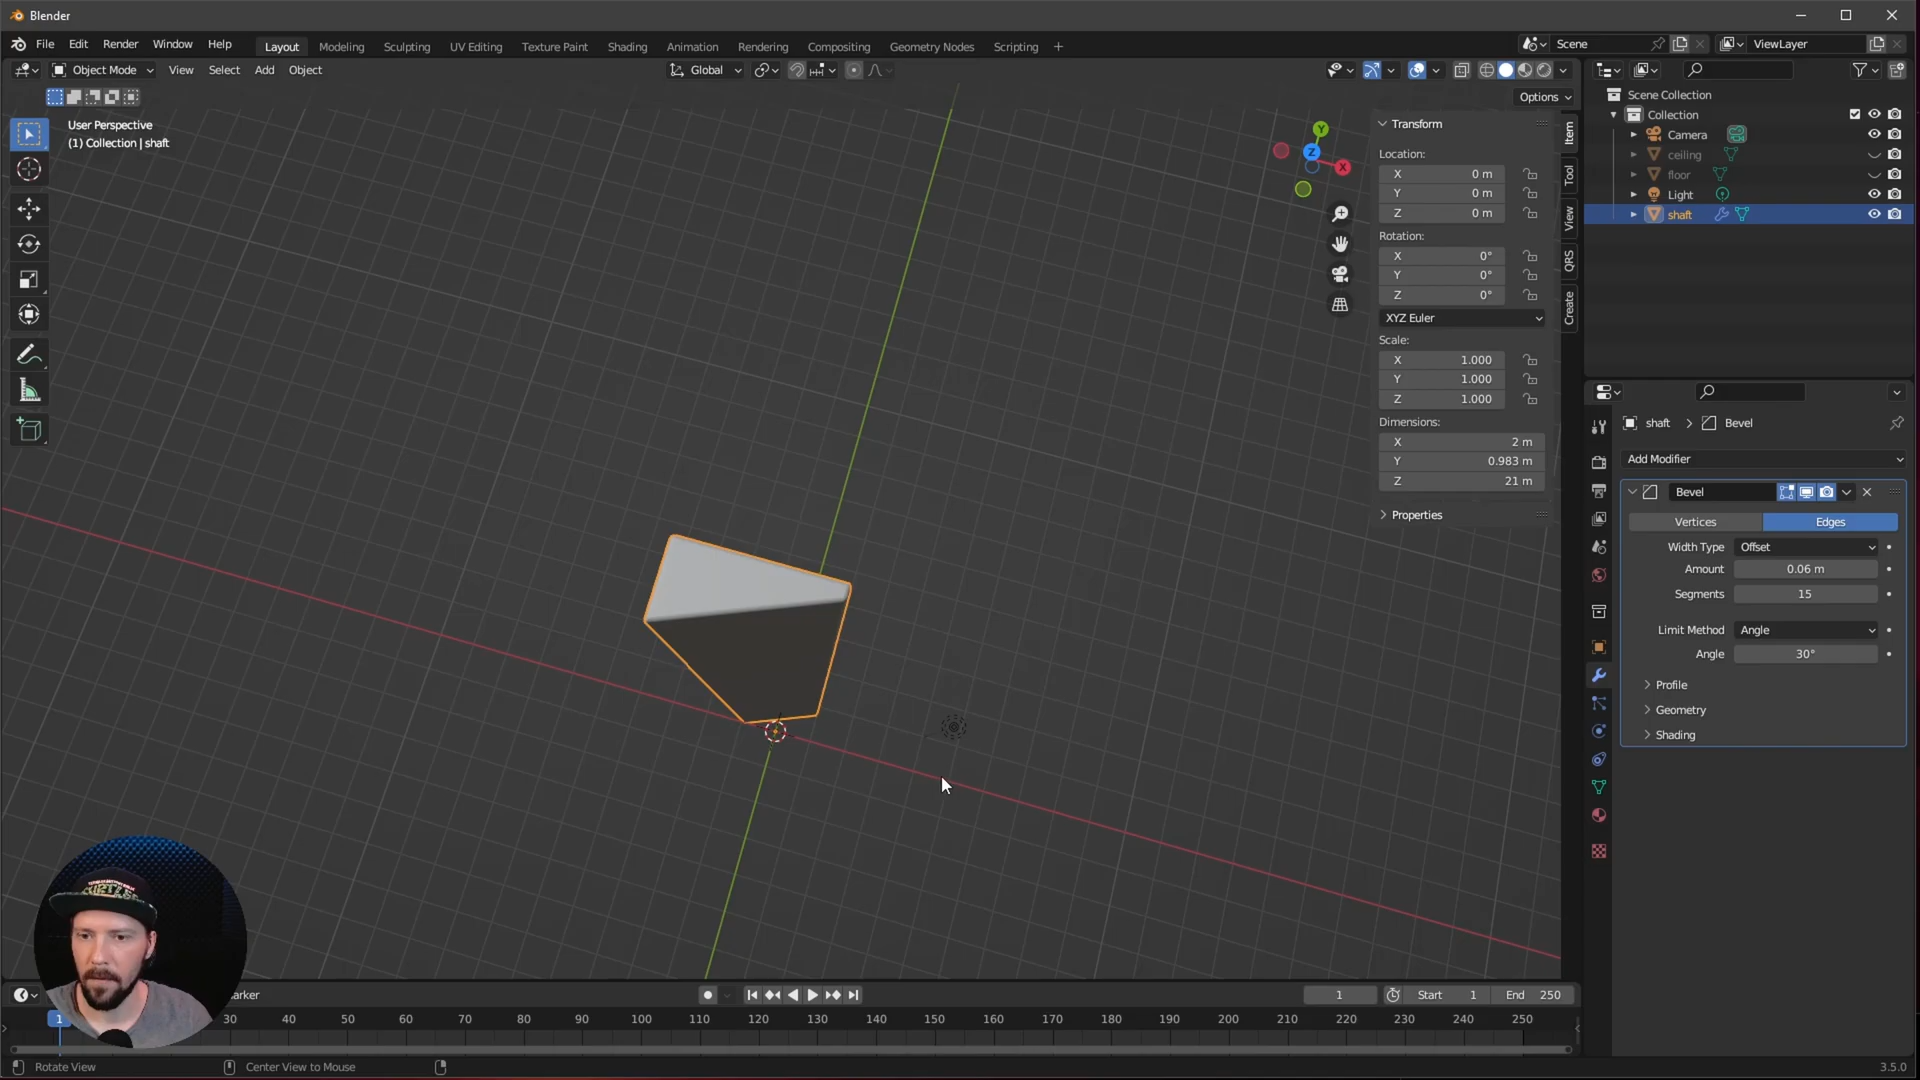 Blender
File Edit Render Window Help Layout Modeling Sculpting UV Editing Texture Paint Shading Animation Rendering Compositing Geometry Nodes Scripting + Scene ViewLayer
Object Mode View Select Add Object Global
Options
User Perspective
(1) Collection | shaft
Y
Z
X
Transform
Location:
X 0 m
Y 0 m
Z 0 m
Rotation:
X 0°
Y 0°
Z 0°
XYZ Euler
Scale:
X 1.000
Y 1.000
Z 1.000
Dimensions:
X 2 m
Y 0.983 m
Z 21 m
Properties
Item
Tool
View
QRS
Create
Scene Collection
Collection
Camera
ceiling
floor
Light
shaft
shaft > Bevel
Add Modifier
Bevel
Vertices Edges
Width Type Offset
Amount 0.06 m
Segments 15
Limit Method Angle
Angle 30°
Profile
Geometry
Shading
TURTLES
arker
1 Start 1 End 250
1 30 40 50 60 70 80 90 100 110 120 130 140 150 160 170 180 190 200 210 220 230 240 250
Rotate View Center View to Mouse 3.5.0